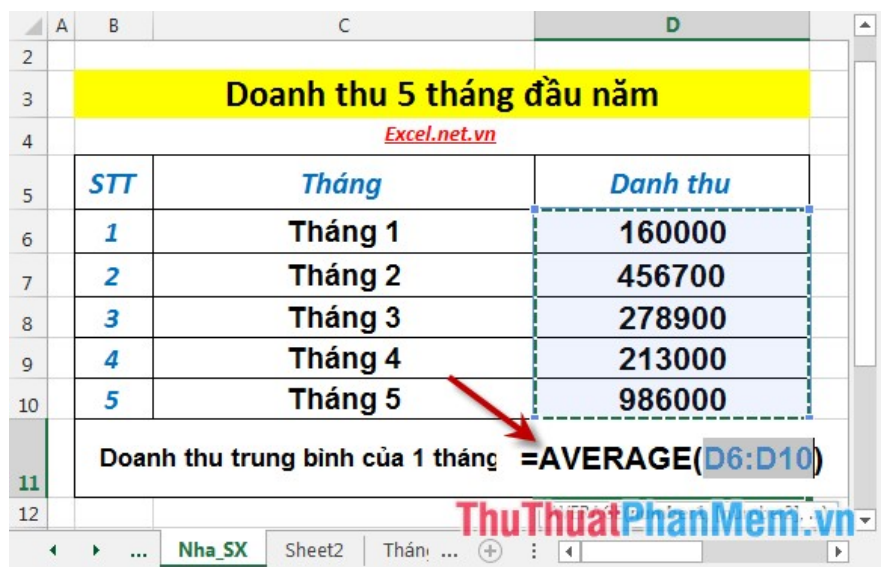 A B C D
2
3 Doanh thu 5 tháng đầu năm
4 Excel.net.vn
5 STT Tháng Danh thu
6 1 Tháng 1 160000
7 2 Tháng 2 456700
8 3 Tháng 3 278900
9 4 Tháng 4 213000
10 5 Tháng 5 986000
11 Doanh thu trung bình của 1 tháng =AVERAGE(D6:D10)
12 ThuThuatPhanMem.vn
... Nha_SX Sheet2 Thán ...